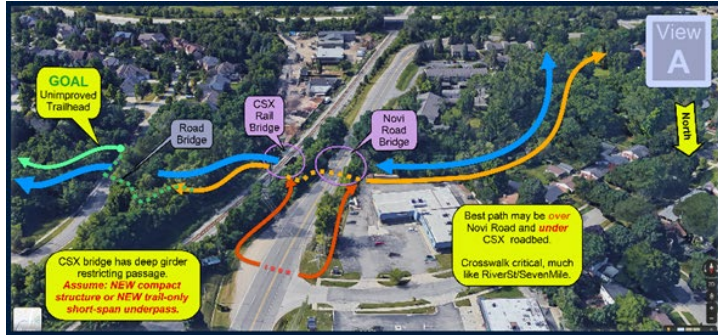 View
A
GOAL
Unimproved
Trailhead
CSX
Rail
Bridge
Road
Bridge
Novi
Road
Bridge
North
Best path may be over
Novi Road and under
CSX roadbed.
Crosswalk critical, much
like RiverSt/SevenMile.
CSX bridge has deep girder
restricting passage.
Assume: NEW compact
structure or NEW trail-only
short-span underpass.